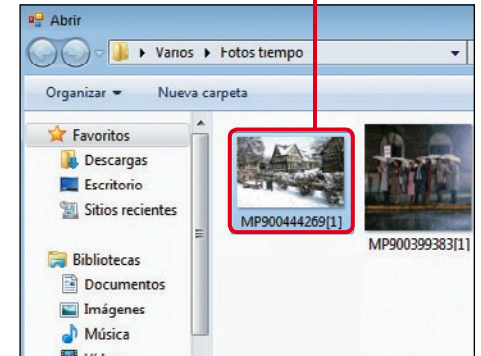 Abrir
Varios ▸ Fotos tiempo
Organizar
Nueva carpeta
Favoritos
Descargas
Escritorio
Sitios recientes
Bibliotecas
Documentos
Imágenes
Música
MP900444269[1]
MP900399383[1]